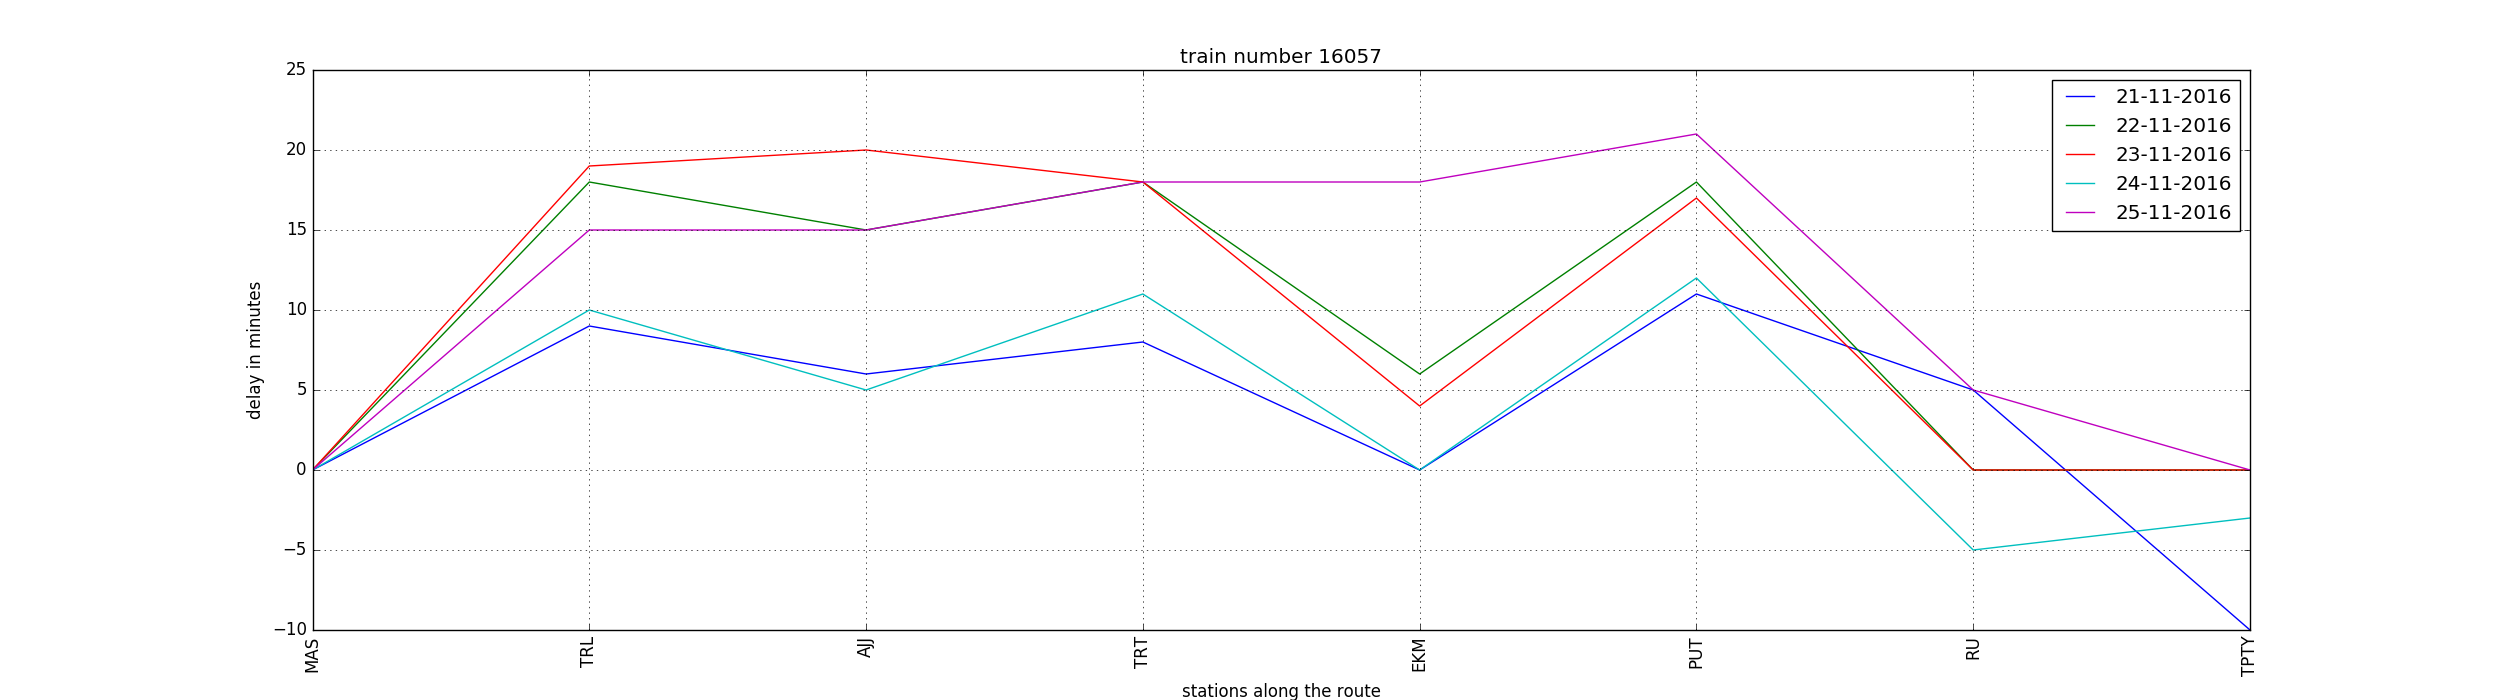 train number 16057
25
20
15
10
5
0
−5
−10
delay in minutes
21-11-2016
22-11-2016
23-11-2016
24-11-2016
25-11-2016
MAS
TRL
AJJ
TRT
EKM
PUT
RU
TPTY
stations along the route